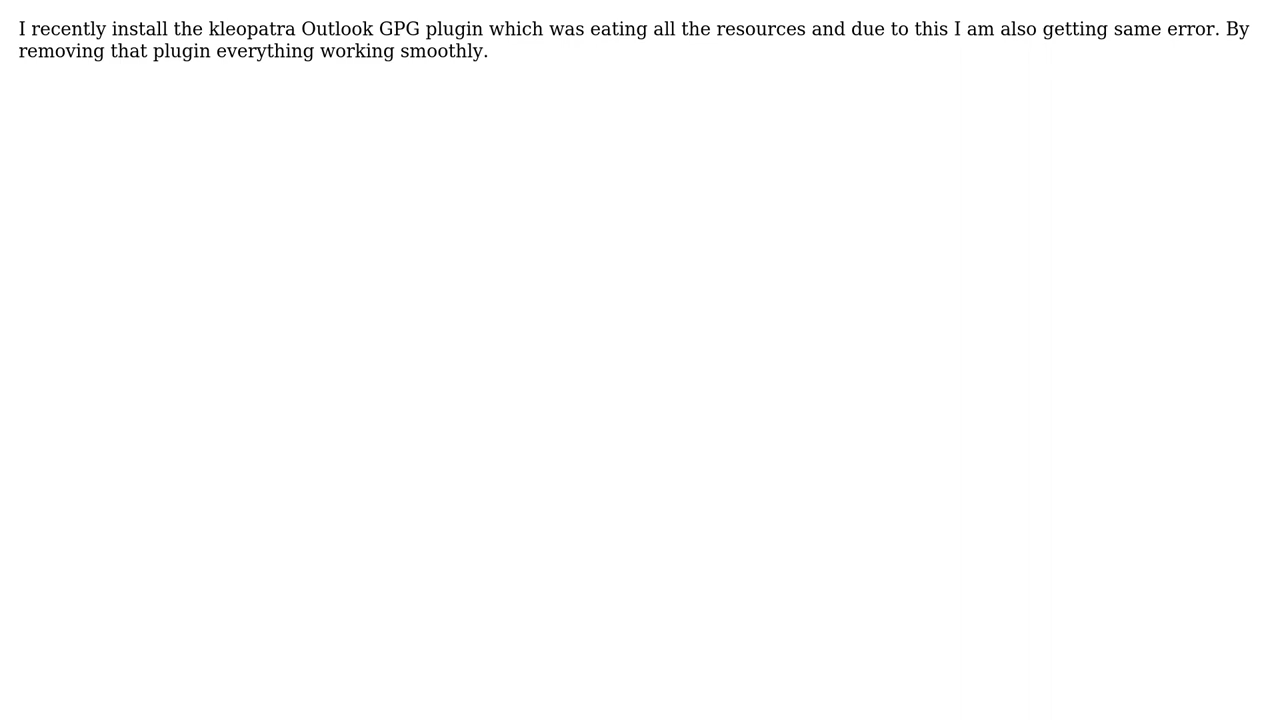 I recently install the kleopatra Outlook GPG plugin which was eating all the resources and due to this I am also getting same error. By
removing that plugin everything working smoothly.